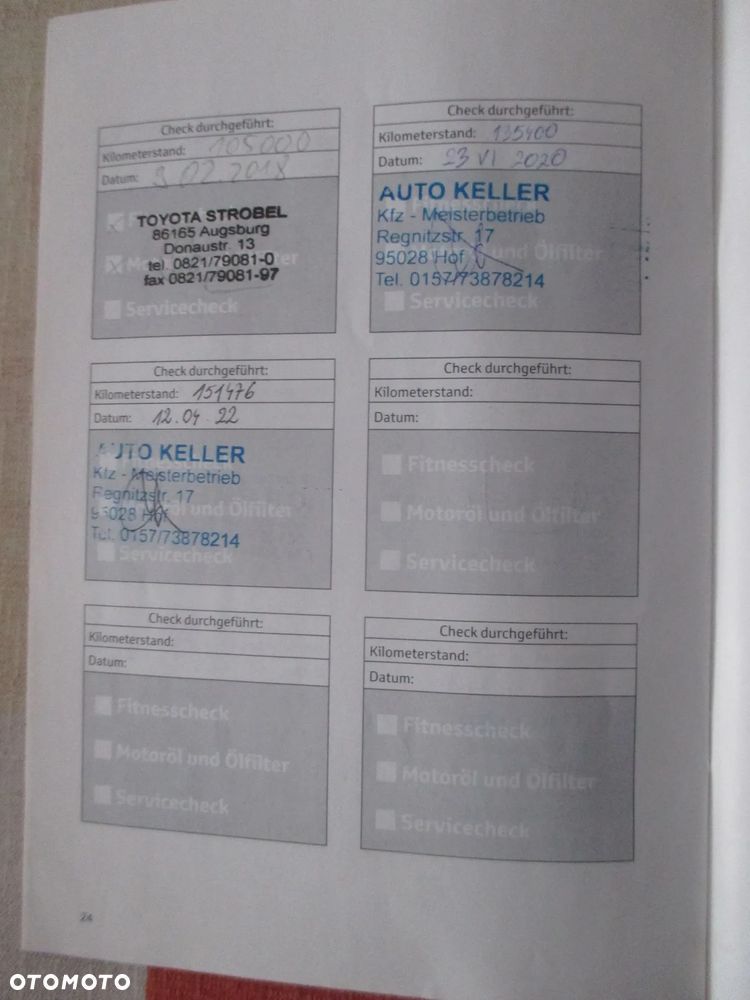 Check durchgeführt:
Kilometerstand: 105000
Datum: 9.02.2018
TOYOTA STROBEL
86165 Augsburg
Donaustr. 13
tel. 0821/79081-0
fax 0821/79081-97
Servicecheck
Check durchgeführt:
Kilometerstand: 135400
Datum: 23 VI 2020
AUTO KELLER
Kfz - Meisterbetrieb
Regnitzstr. 17
95028 Hof
Tel. 0157/73878214
Ölfilter
Servicecheck
Check durchgeführt:
Kilometerstand: 151476
Datum: 12.04.22
AUTO KELLER
Kfz - Meisterbetrieb
Regnitzstr. 17
95028 Hof
Tel. 0157/73878214
Servicecheck
Check durchgeführt:
Kilometerstand:
Datum:
Fitnesscheck
Motoröl und Ölfilter
Servicecheck
Check durchgeführt:
Kilometerstand:
Datum:
Fitnesscheck
Motoröl und Ölfilter
Servicecheck
Check durchgeführt:
Kilometerstand:
Datum:
Fitnesscheck
Motoröl und Ölfilter
Servicecheck
24
OTOMOTO